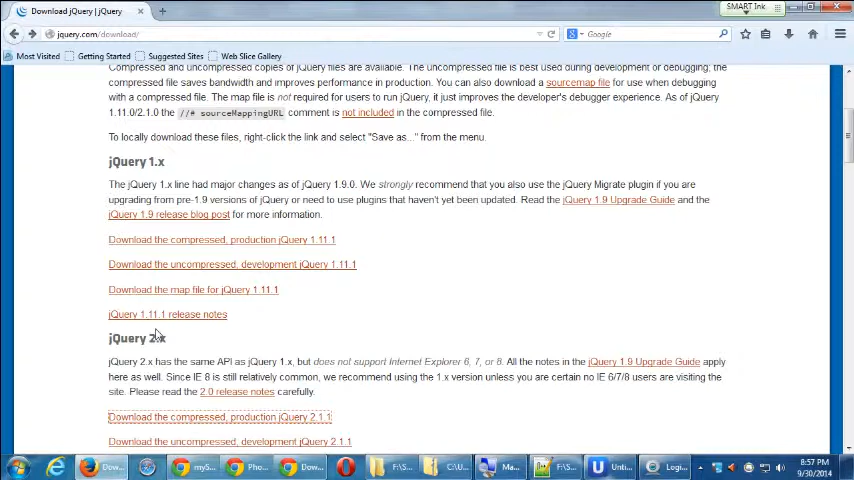 Download jQuery | jQuery
SMART Ink
jquery.com/download/
Google
Most Visited
Getting Started
Suggested Sites
Web Slice Gallery
Compressed and uncompressed copies of jQuery files are available. The uncompressed file is best used during development or debugging; the
compressed file saves bandwidth and improves performance in production. You can also download a sourcemap file for use when debugging
with a compressed file. The map file is not required for users to run jQuery, it just improves the developer's debugger experience. As of jQuery
1.11.0/2.1.0 the //# sourceMappingURL comment is not included in the compressed file.
To locally download these files, right-click the link and select "Save as..." from the menu.
jQuery 1.x
The jQuery 1.x line had major changes as of jQuery 1.9.0. We strongly recommend that you also use the jQuery Migrate plugin if you are
upgrading from pre-1.9 versions of jQuery or need to use plugins that haven't yet been updated. Read the jQuery 1.9 Upgrade Guide and the
jQuery 1.9 release blog post for more information.
Download the compressed, production jQuery 1.11.1
Download the uncompressed, development jQuery 1.11.1
Download the map file for jQuery 1.11.1
jQuery 1.11.1 release notes
jQuery 2.x
jQuery 2.x has the same API as jQuery 1.x, but does not support Internet Explorer 6, 7, or 8. All the notes in the jQuery 1.9 Upgrade Guide apply
here as well. Since IE 8 is still relatively common, we recommend using the 1.x version unless you are certain no IE 6/7/8 users are visiting the
site. Please read the 2.0 release notes carefully.
Download the compressed, production jQuery 2.1.1
Download the uncompressed, development jQuery 2.1.1
Dow...
myS...
Pho...
Dow...
F:\S...
C:\U...
Ma...
F:\S...
Unti...
Logi...
8:57 PM
9/30/2014